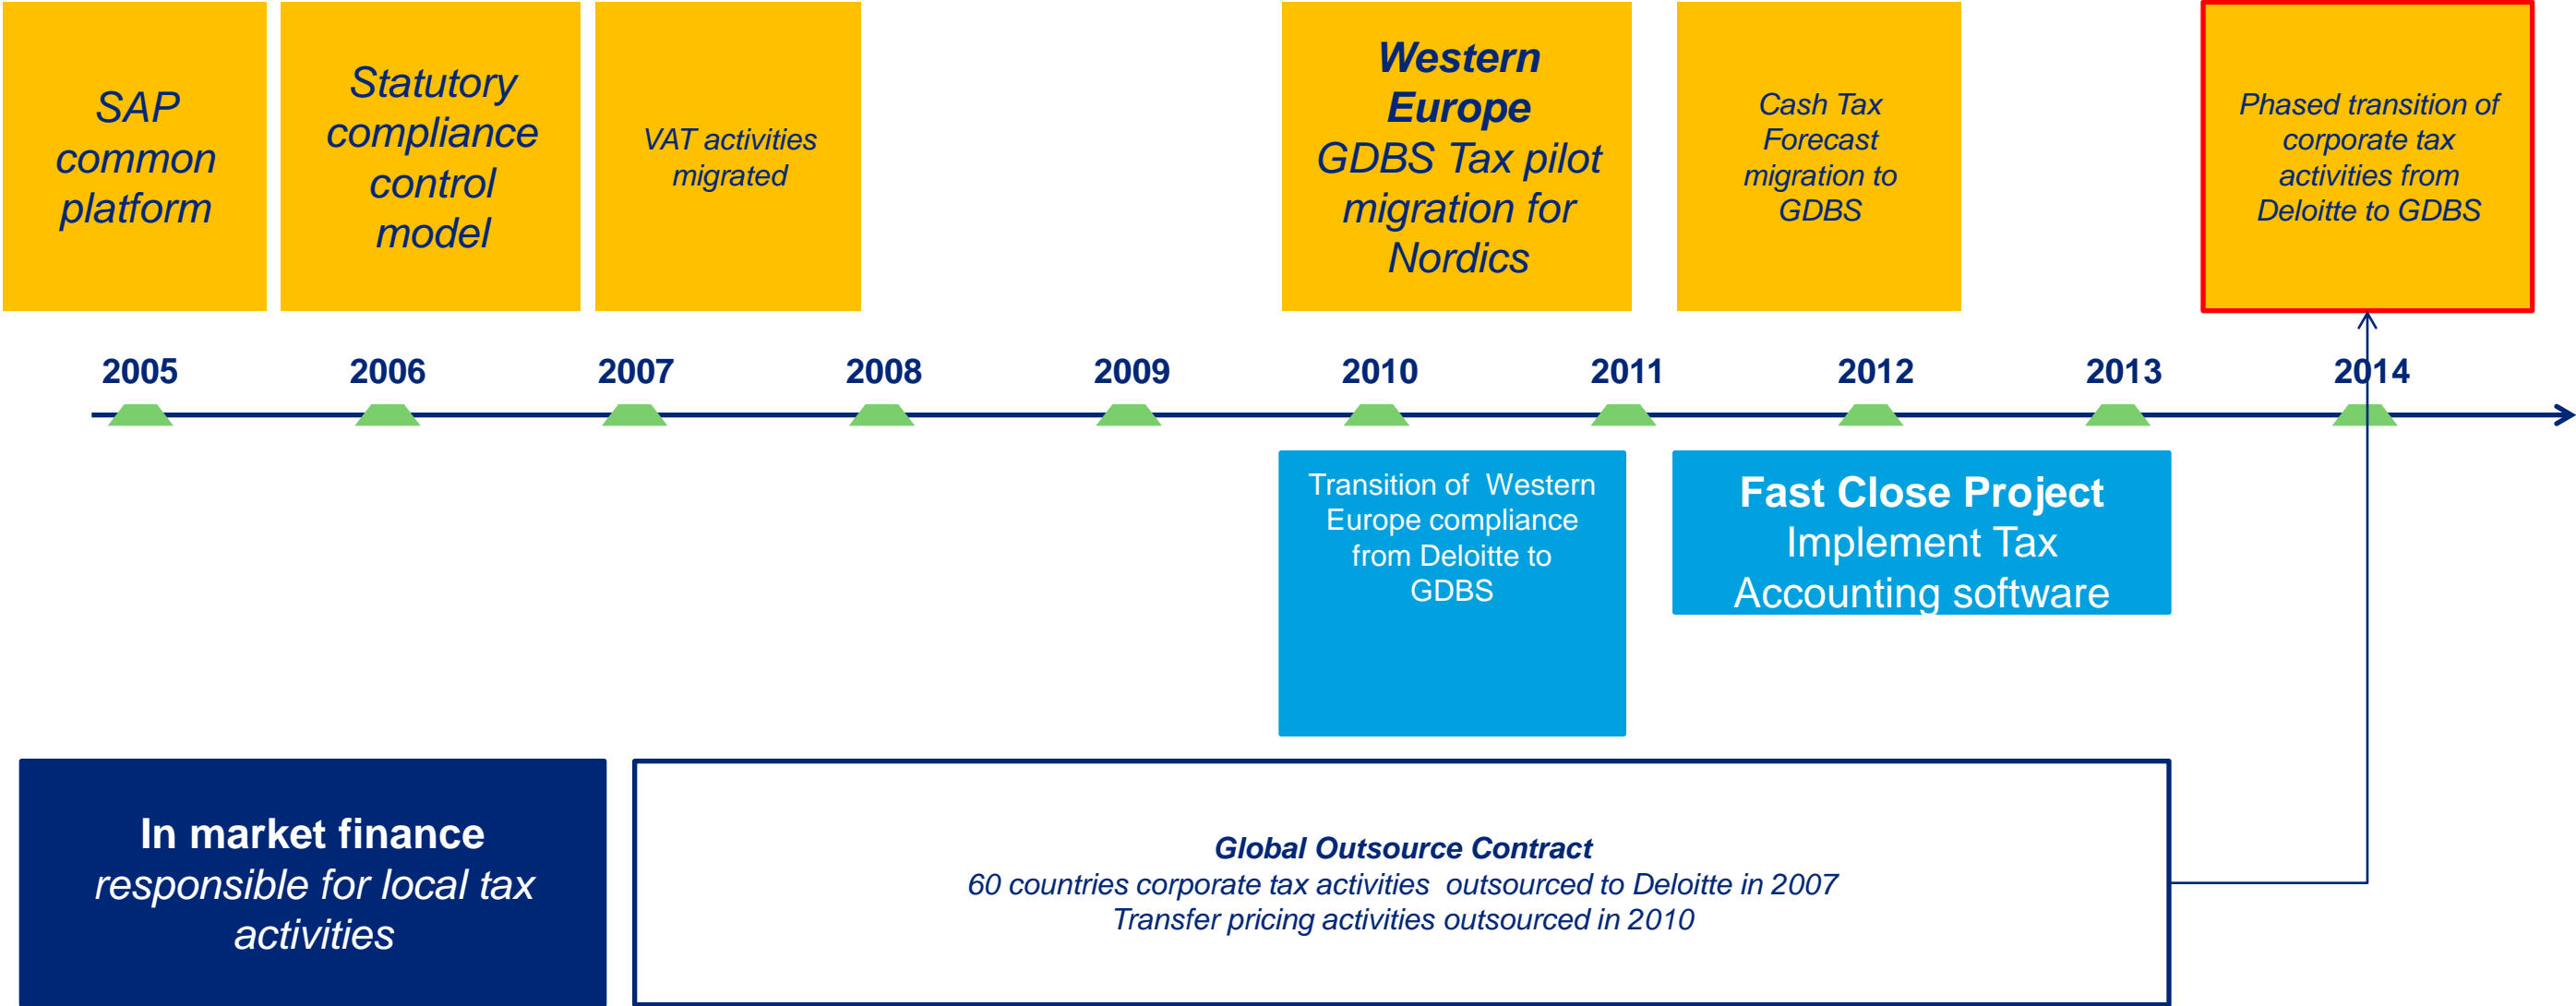 SAP
common
platform
Statutory
compliance
control
model
VAT activities
migrated
Western
Europe
GDBS Tax pilot
migration for
Nordics
Cash Tax
Forecast
migration to
GDBS
Phased transition of
corporate tax
activities from
Deloitte to GDBS
2005 2006 2007 2008 2009 2010 2011 2012 2013 2014
Transition of Western
Europe compliance
from Deloitte to
GDBS
Fast Close Project
Implement Tax
Accounting software
In market finance
responsible for local tax
activities
Global Outsource Contract
60 countries corporate tax activities outsourced to Deloitte in 2007
Transfer pricing activities outsourced in 2010